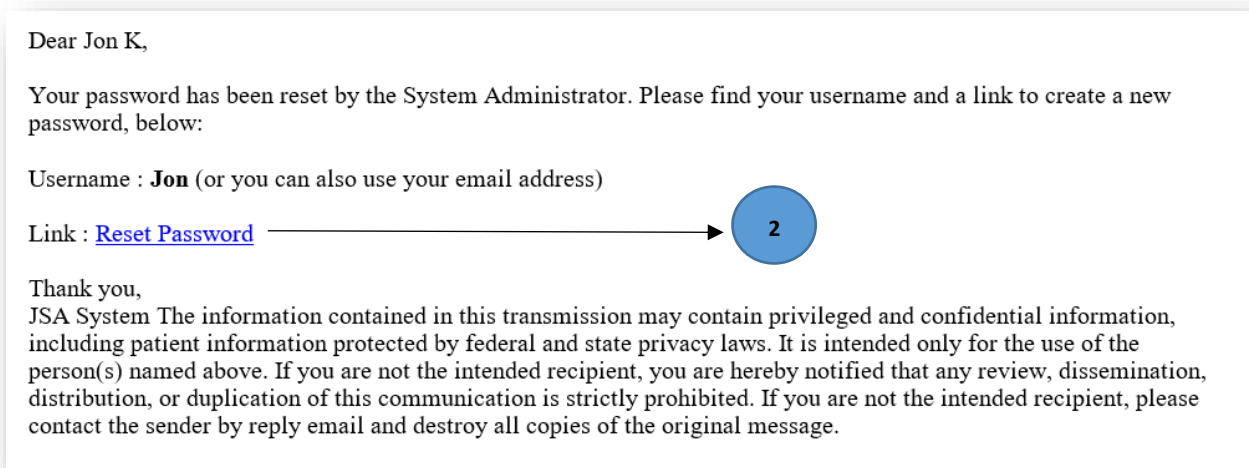 Dear Jon K,
Your password has been reset by the System Administrator. Please find your username and a link to create a new
password, below:
Username : Jon (or you can also use your email address)
Link : Reset Password
2
Thank you,
JSA System The information contained in this transmission may contain privileged and confidential information,
including patient information protected by federal and state privacy laws. It is intended only for the use of the
person(s) named above. If you are not the intended recipient, you are hereby notified that any review, dissemination,
distribution, or duplication of this communication is strictly prohibited. If you are not the intended recipient, please
contact the sender by reply email and destroy all copies of the original message.